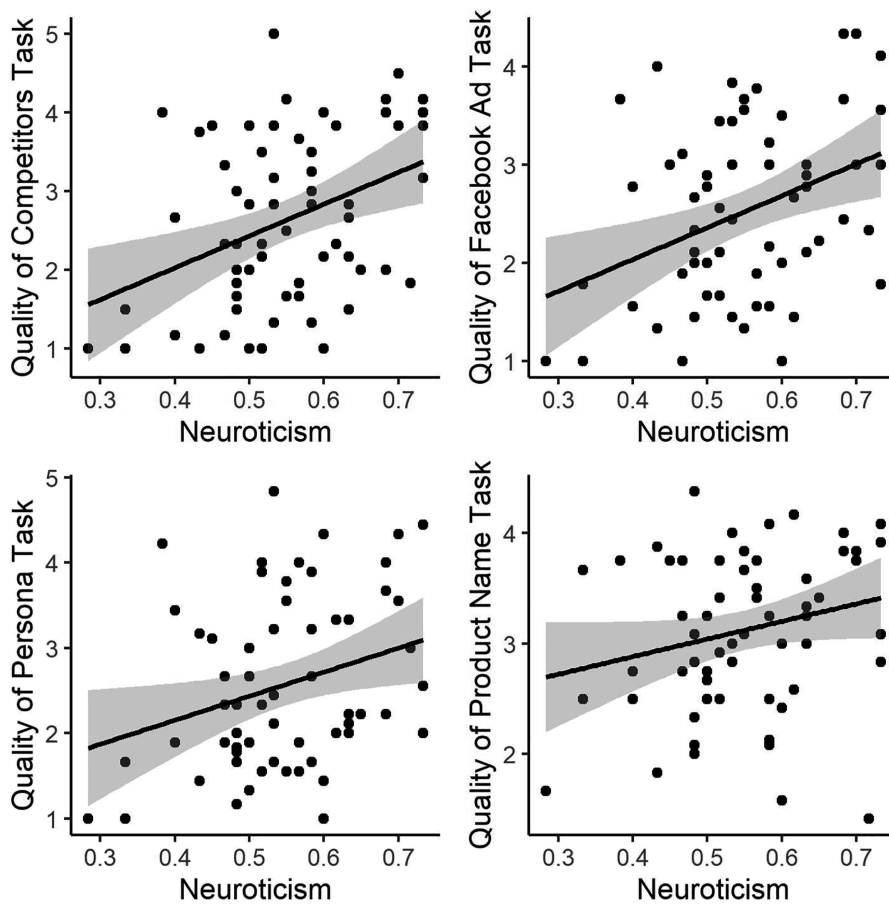 Quality of Competitors Task
5
4
3
2
1
0.3 0.4 0.5 0.6 0.7
Neuroticism
Quality of Facebook Ad Task
4
3
2
1
0.3 0.4 0.5 0.6 0.7
Neuroticism
Quality of Persona Task
5
4
3
2
1
0.3 0.4 0.5 0.6 0.7
Neuroticism
Quality of Product Name Task
4
3
2
0.3 0.4 0.5 0.6 0.7
Neuroticism